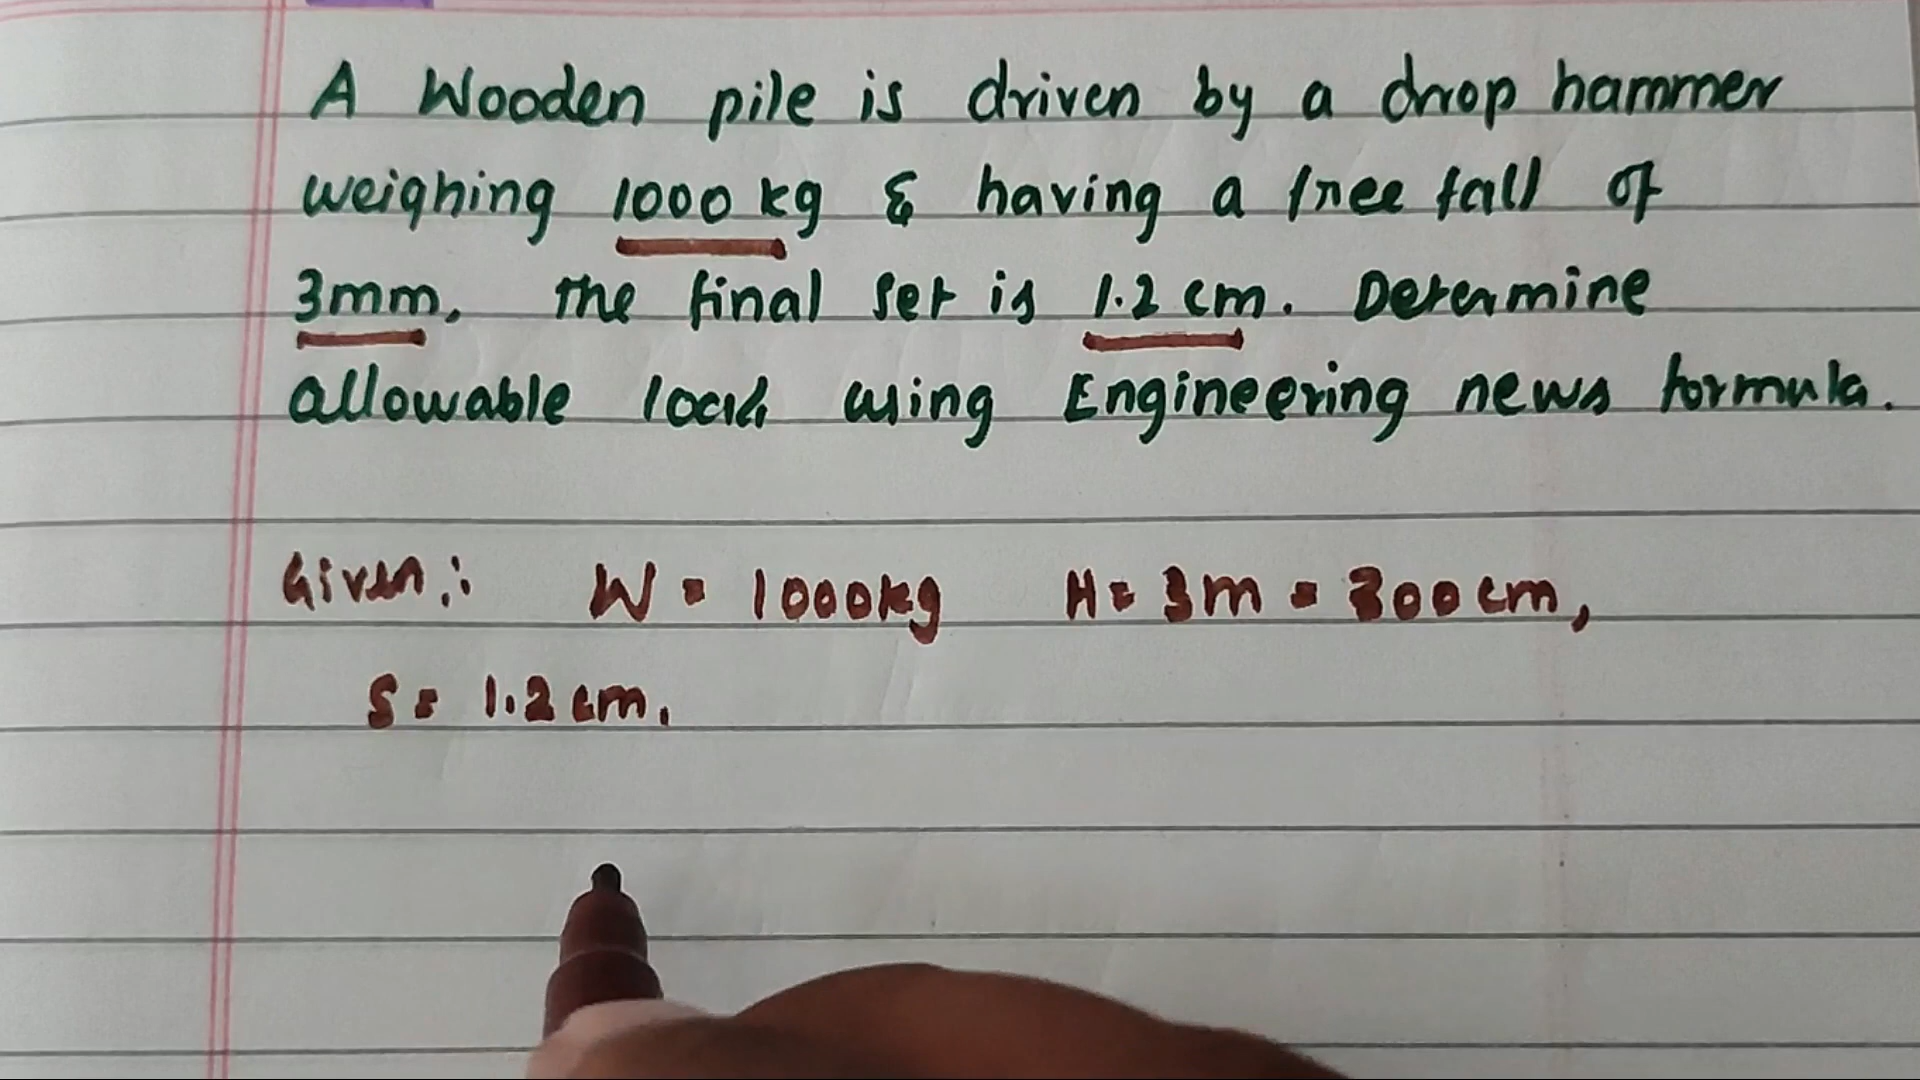 A Wooden pile is driven by a drop hammer
weighing 1000 kg & having a free fall of
3mm. The final set is 1.2 cm. Determine
allowable load using Engineering news formula.
Given:: W = 1000kg H = 3m = 300cm,
S = 1.2 cm.